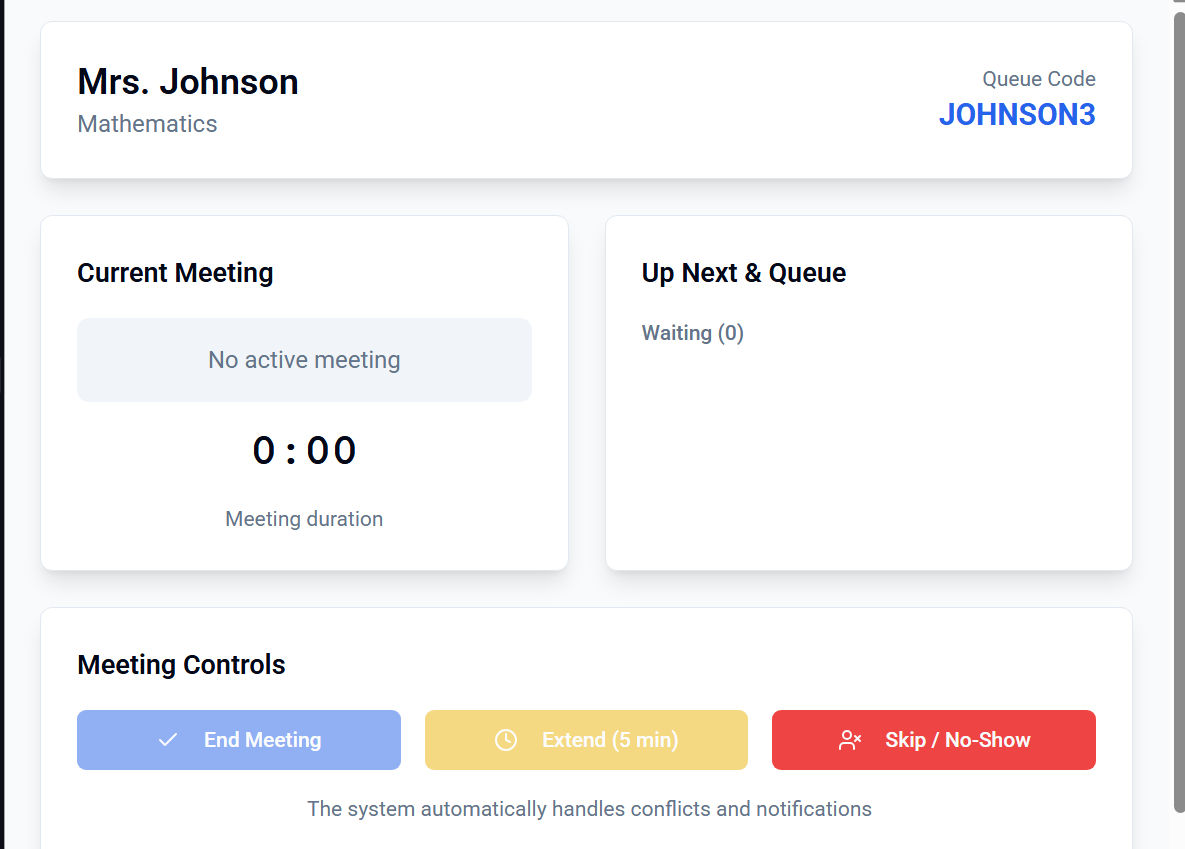 Mrs. Johnson
Mathematics
Queue Code
JOHNSON3
Current Meeting
No active meeting
0:00
Meeting duration
Up Next & Queue
Waiting (0)
Meeting Controls
End Meeting
Extend (5 min)
Skip / No-Show
The system automatically handles conflicts and notifications